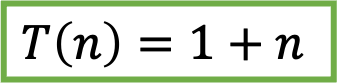 T(n) = 1 + n